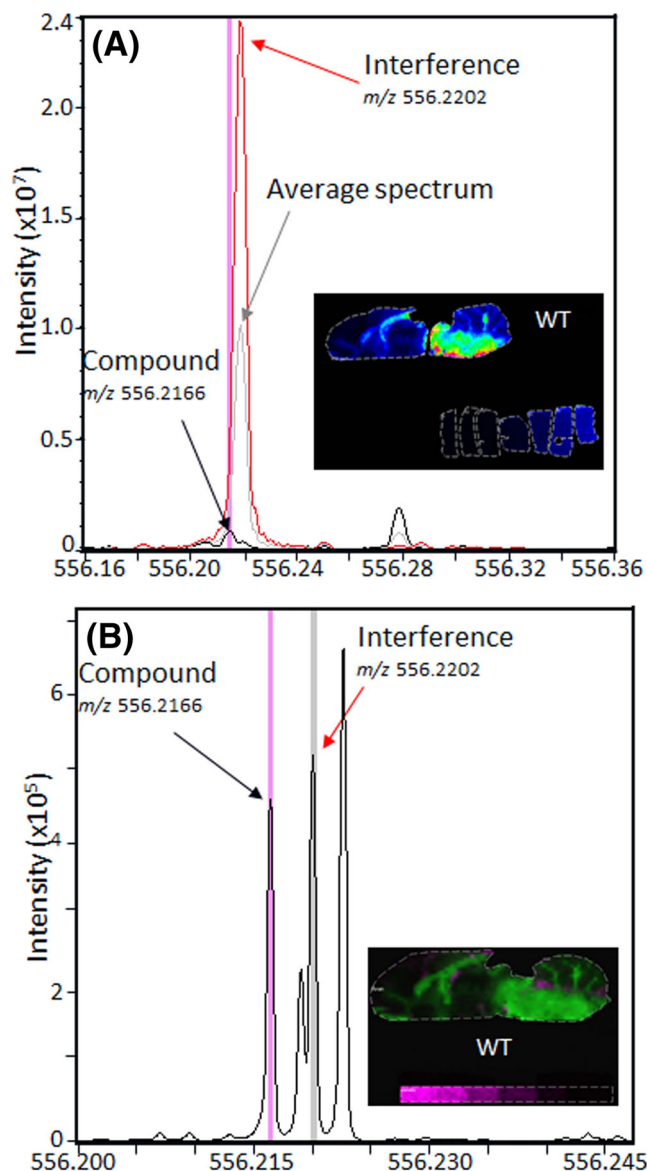 (A)
Intensity (x10⁷)
2.4
2.0
1.5
1.0
0.5
0
Interference
m/z 556.2202
Average spectrum
Compound
m/z 556.2166
WT
556.16 556.20 556.24 556.28 556.32 556.36
(B)
Intensity (x10⁵)
6
4
2
0
Interference
m/z 556.2202
Compound
m/z 556.2166
WT
556.200 556.215 556.230 556.245